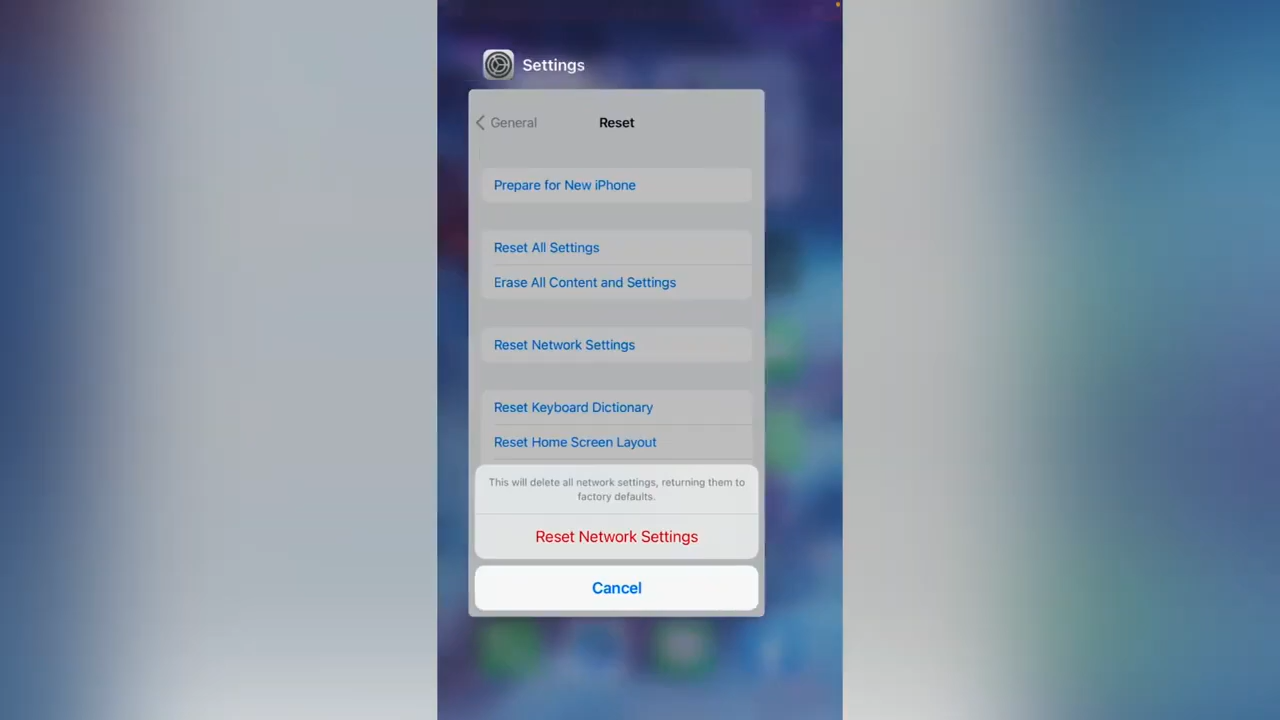 Settings
General
Reset
Prepare for New iPhone
Reset All Settings
Erase All Content and Settings
Reset Network Settings
Reset Keyboard Dictionary
Reset Home Screen Layout
This will delete all network settings, returning them to
factory defaults.
Reset Network Settings
Cancel